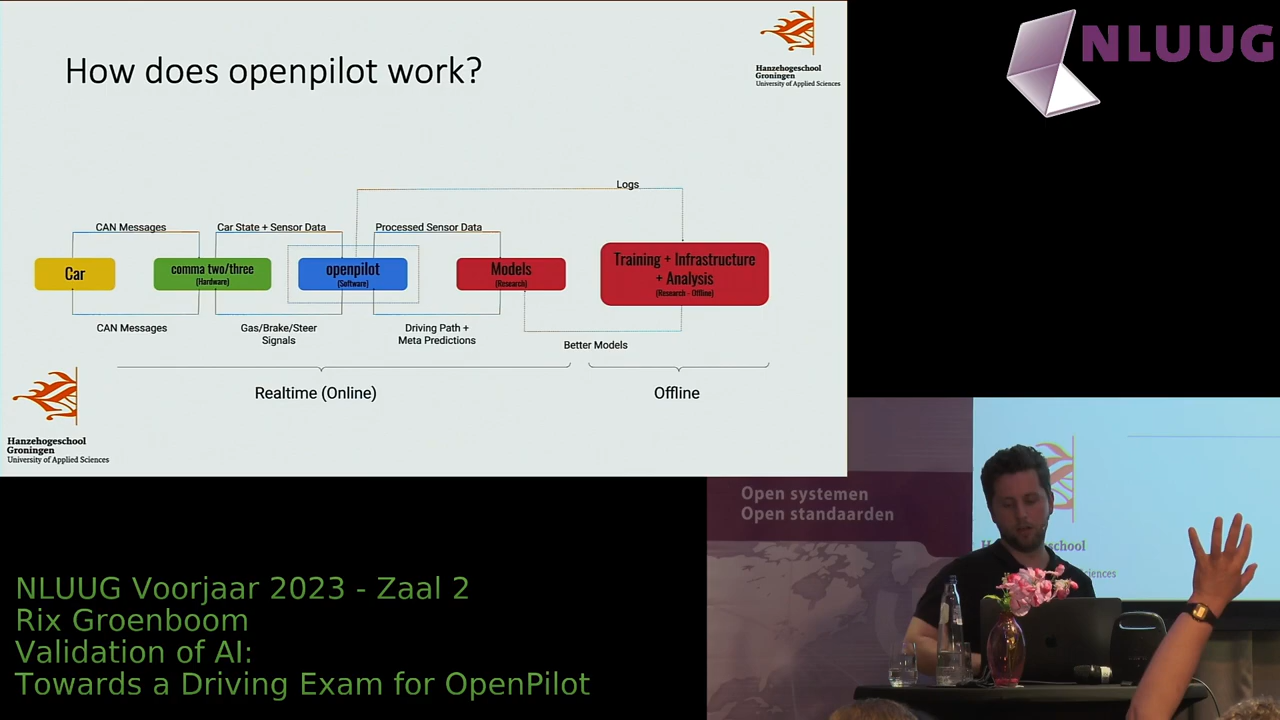 How does openpilot work?
Hanzehogeschool
Groningen
University of Applied Sciences
NLUUG
Logs
CAN Messages
Car State + Sensor Data
Processed Sensor Data
Car
comma two/three
(Hardware)
openpilot
(Software)
Models
(Research)
Training + Infrastructure
+ Analysis
(Research - Offline)
CAN Messages
Gas/Brake/Steer
Signals
Driving Path +
Meta Predictions
Better Models
Realtime (Online)
Offline
Hanzehogeschool
Groningen
University of Applied Sciences
Open systemen
Open standaarden
NLUUG Voorjaar 2023 - Zaal 2
Rix Groenboom
Validation of AI:
Towards a Driving Exam for OpenPilot